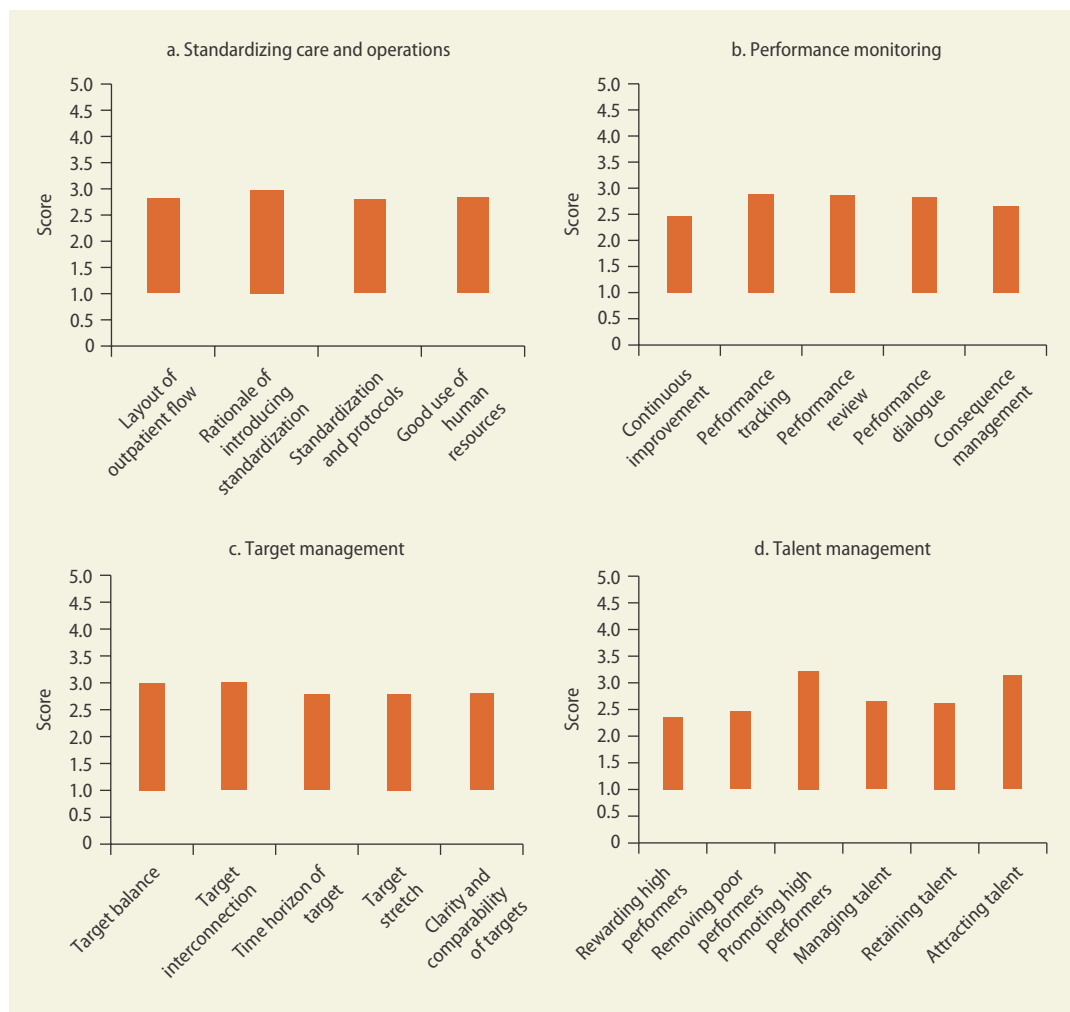 a. Standardizing care and operations
5.0
4.5
4.0
3.5
3.0
2.5
2.0
1.5
1.0
0.5
0
Score
Layout of
outpatient flow
Rationale of
introducing
standardization
Standardization
and protocols
Good use of
human
resources
b. Performance monitoring
5.0
4.5
4.0
3.5
3.0
2.5
2.0
1.5
1.0
0.5
0
Score
Continuous
improvement
Performance
tracking
Performance
review
Performance
dialogue
Consequence
management
c. Target management
5.0
4.5
4.0
3.5
3.0
2.5
2.0
1.5
1.0
0.5
0
Score
Target balance
Target
interconnection
Time horizon of
target
Target
stretch
Clarity and
comparability
of targets
d. Talent management
5.0
4.5
4.0
3.5
3.0
2.5
2.0
1.5
1.0
0.5
0
Score
Rewarding high
performers
Removing poor
performers
Promoting high
performers
Managing talent
Retaining talent
Attracting talent